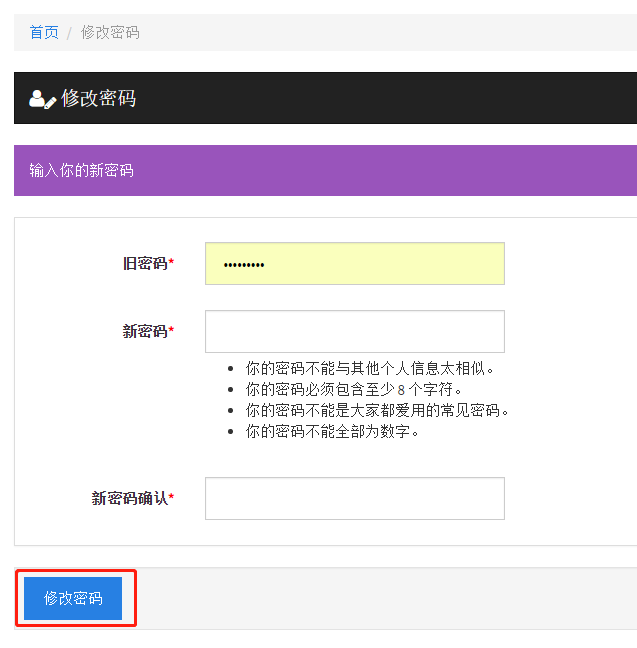 首页 / 修改密码
修改密码
输入你的新密码
旧密码*
•••••••••
新密码*
• 你的密码不能与其他个人信息太相似。
• 你的密码必须包含至少 8 个字符。
• 你的密码不能是大家都爱用的常见密码。
• 你的密码不能全部为数字。
新密码确认*
修改密码